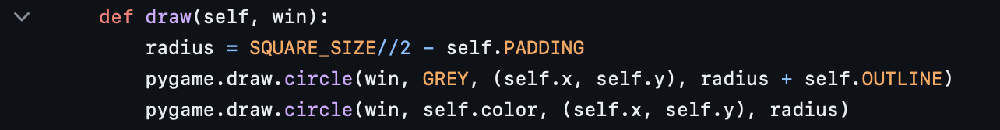 def draw(self, win):
    radius = SQUARE_SIZE//2 - self.PADDING
    pygame.draw.circle(win, GREY, (self.x, self.y), radius + self.OUTLINE)
    pygame.draw.circle(win, self.color, (self.x, self.y), radius)